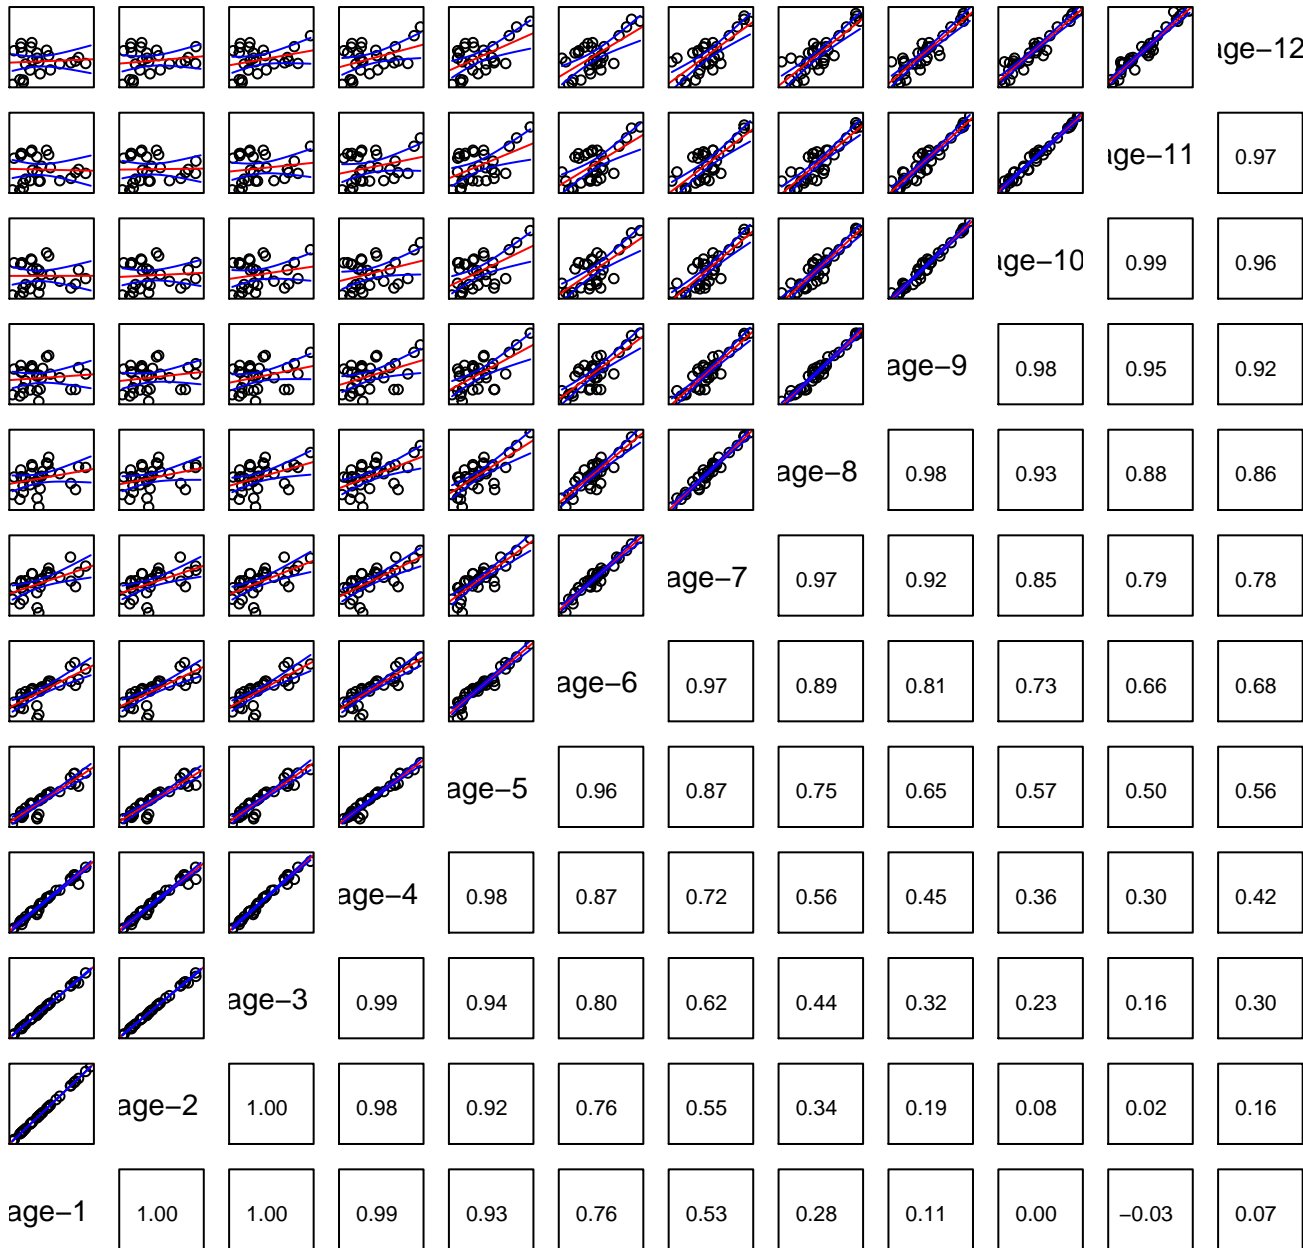 age−12
age−11 0.97
age−10 0.99 0.96
age−9 0.98 0.95 0.92
age−8 0.98 0.93 0.88 0.86
age−7 0.97 0.92 0.85 0.79 0.78
age−6 0.97 0.89 0.81 0.73 0.66 0.68
age−5 0.96 0.87 0.75 0.65 0.57 0.50 0.56
age−4 0.98 0.87 0.72 0.56 0.45 0.36 0.30 0.42
age−3 0.99 0.94 0.80 0.62 0.44 0.32 0.23 0.16 0.30
age−2 1.00 0.98 0.92 0.76 0.55 0.34 0.19 0.08 0.02 0.16
age−1 1.00 1.00 0.99 0.93 0.76 0.53 0.28 0.11 0.00 −0.03 0.07